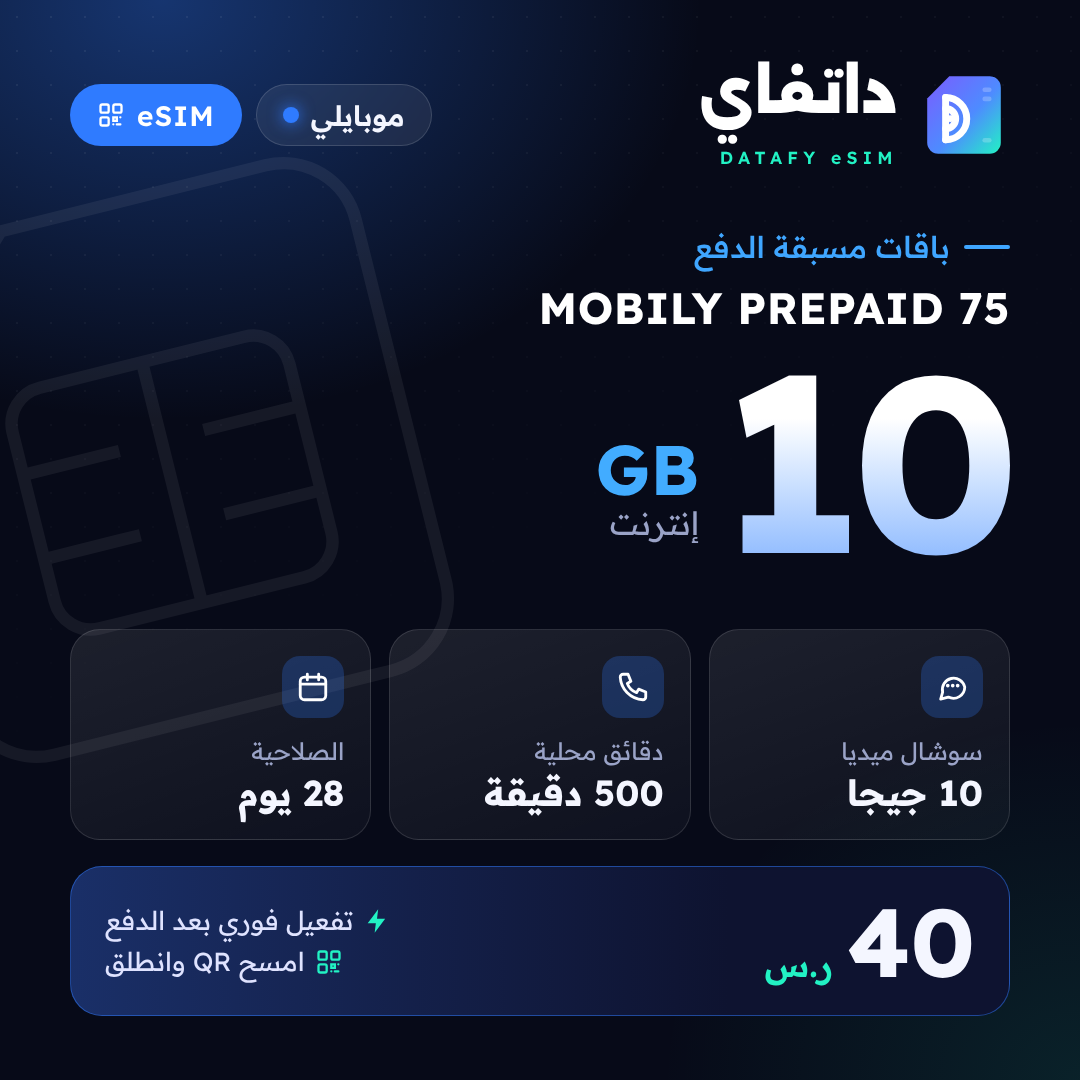 داتفاي
DATAFY eSIM
موبايلي
eSIM
باقات مسبقة الدفع
MOBILY PREPAID 75
10
GB
إنترنت
سوشال ميديا
10 جيجا
دقائق محلية
500 دقيقة
الصلاحية
28 يوم
40 ر.س
تفعيل فوري بعد الدفع
امسح QR وانطلق